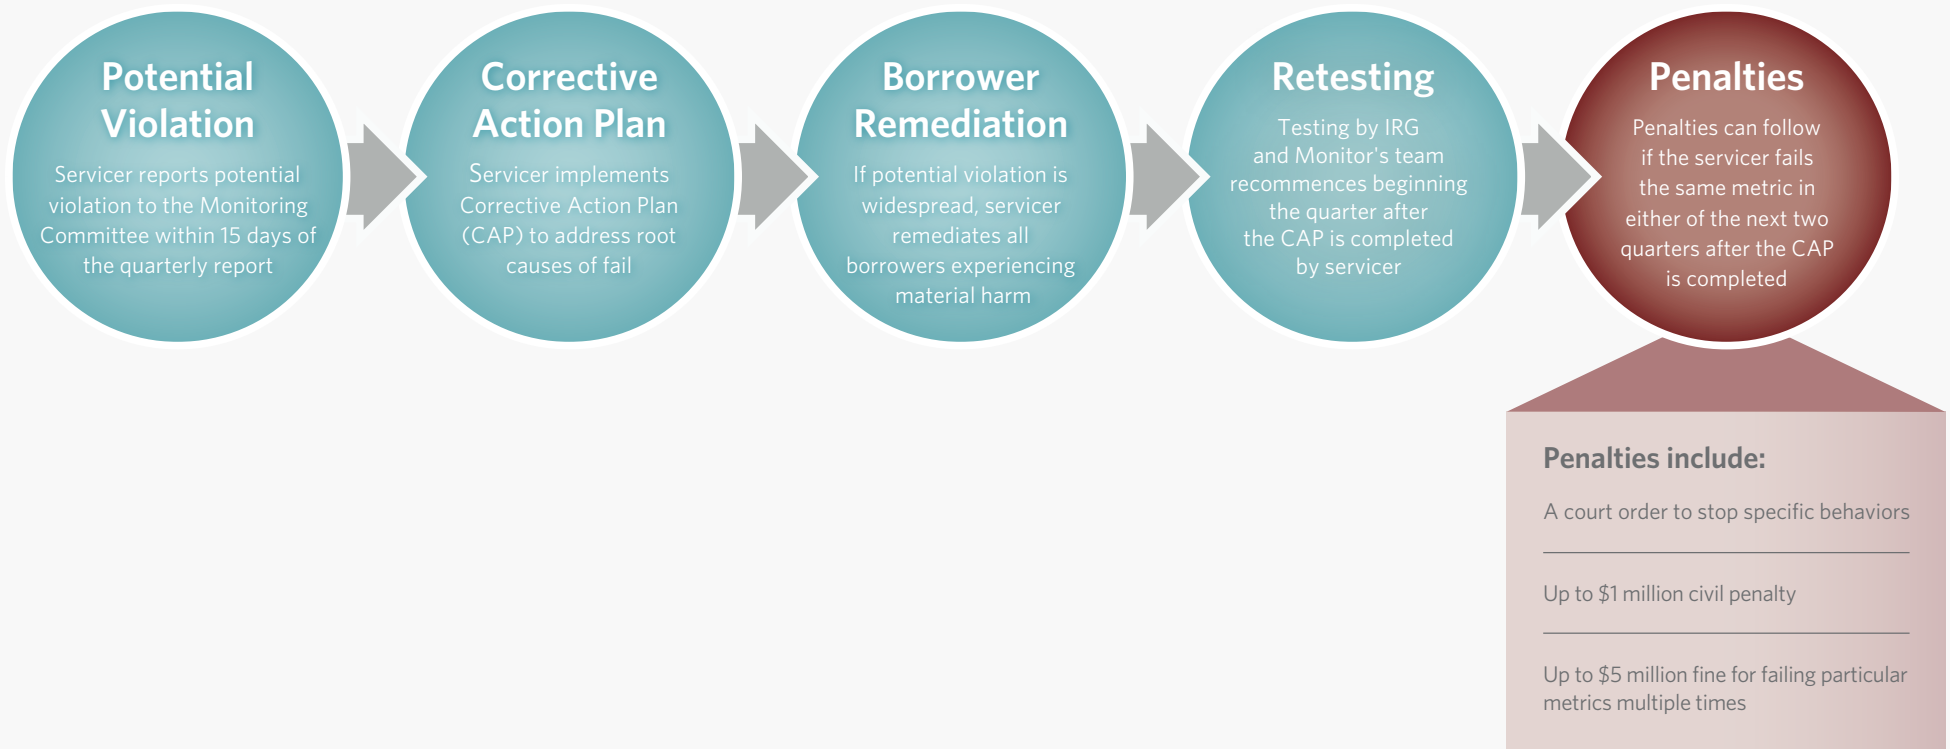 Potential
Violation
Servicer reports potential
violation to the Monitoring
Committee within 15 days of
the quarterly report
Corrective
Action Plan
Servicer implements
Corrective Action Plan
(CAP) to address root
causes of fail
Borrower
Remediation
If potential violation is
widespread, servicer
remediates all
borrowers experiencing
material harm
Retesting
Testing by IRG
and Monitor's team
recommences beginning
the quarter after
the CAP is completed
by servicer
Penalties
Penalties can follow
if the servicer fails
the same metric in
either of the next two
quarters after the CAP
is completed
Penalties include:
A court order to stop specific behaviors
Up to $1 million civil penalty
Up to $5 million fine for failing particular
metrics multiple times